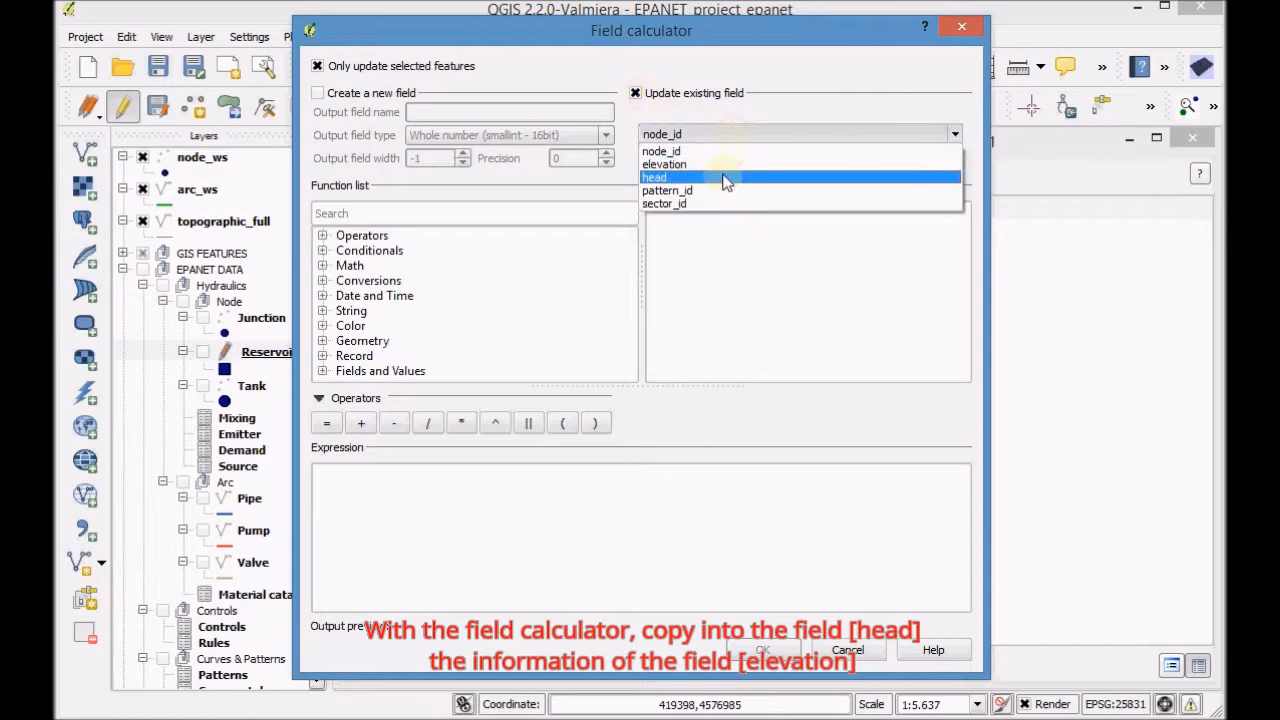 QGIS 2.2.0-Valmiera - EPANET_project_epanet
Project Edit View Layer Settings
Field calculator
?
Only update selected features
Create a new field
Update existing field
Output field name
Output field type Whole number (smallint - 16bit)
node_id
Output field width -1 Precision 0
node_id
elevation
head
pattern_id
sector_id
Function list
Search
Operators
Conditionals
Math
Conversions
Date and Time
String
Color
Geometry
Record
Fields and Values
Operators
= + - / * ^ || ( )
Expression
Output
OK Cancel Help
Layers
node_ws
arc_ws
topographic_full
GIS FEATURES
EPANET DATA
Hydraulics
Node
Junction
Reservoi
Tank
Mixing
Emitter
Demand
Source
Arc
Pipe
Pump
Valve
Material cata
Controls
Controls
Rules
Curves & Patterns
Patterns
With the field calculator, copy into the field [head]
the information of the field [elevation]
Coordinate: 419398,4576985 Scale 1:5.637 Render EPSG:25831